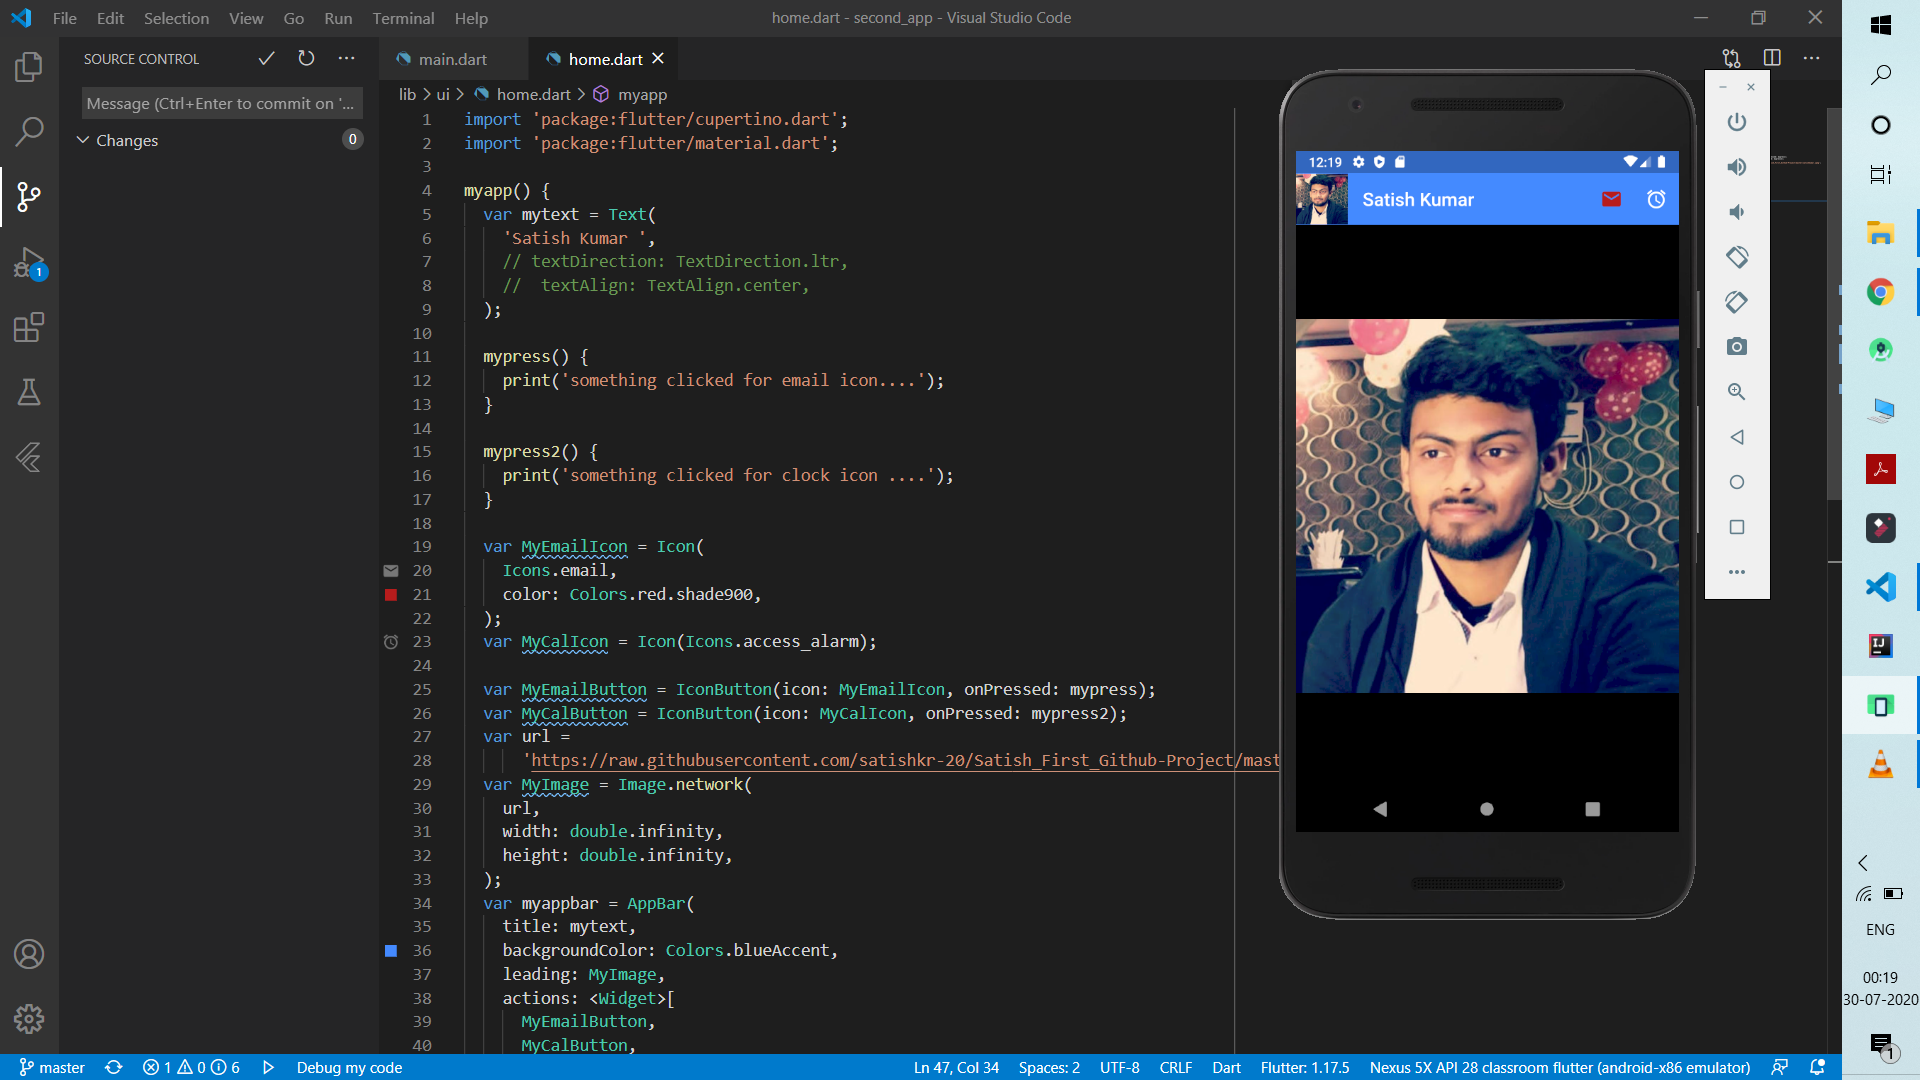 File Edit Selection View Go Run Terminal Help
home.dart - second_app - Visual Studio Code
SOURCE CONTROL
Message (Ctrl+Enter to commit on '...
Changes 0
1
main.dart
home.dart
lib > ui > home.dart > myapp
1 import 'package:flutter/cupertino.dart';
2 import 'package:flutter/material.dart';
3
4 myapp() {
5 var mytext = Text(
6 'Satish Kumar ',
7 // textDirection: TextDirection.ltr,
8 //  textAlign: TextAlign.center,
9 );
10
11 mypress() {
12 print('something clicked for email icon....');
13 }
14
15 mypress2() {
16 print('something clicked for clock icon ....');
17 }
18
19 var MyEmailIcon = Icon(
20 Icons.email,
21 color: Colors.red.shade900,
22 );
23 var MyCalIcon = Icon(Icons.access_alarm);
24
25 var MyEmailButton = IconButton(icon: MyEmailIcon, onPressed: mypress);
26 var MyCalButton = IconButton(icon: MyCalIcon, onPressed: mypress2);
27 var url =
28 'https://raw.githubusercontent.com/satishkr-20/Satish_First_Github-Project/mast
29 var MyImage = Image.network(
30 url,
31 width: double.infinity,
32 height: double.infinity,
33 );
34 var myappbar = AppBar(
35 title: mytext,
36 backgroundColor: Colors.blueAccent,
37 leading: MyImage,
38 actions: <Widget>[
39 MyEmailButton,
40 MyCalButton,
12:19
Satish Kumar
IJ
ENG
00:19
30-07-2020
1
master 1 0 6 Debug my code
Ln 47, Col 34 Spaces: 2 UTF-8 CRLF Dart Flutter: 1.17.5 Nexus 5X API 28 classroom flutter (android-x86 emulator)